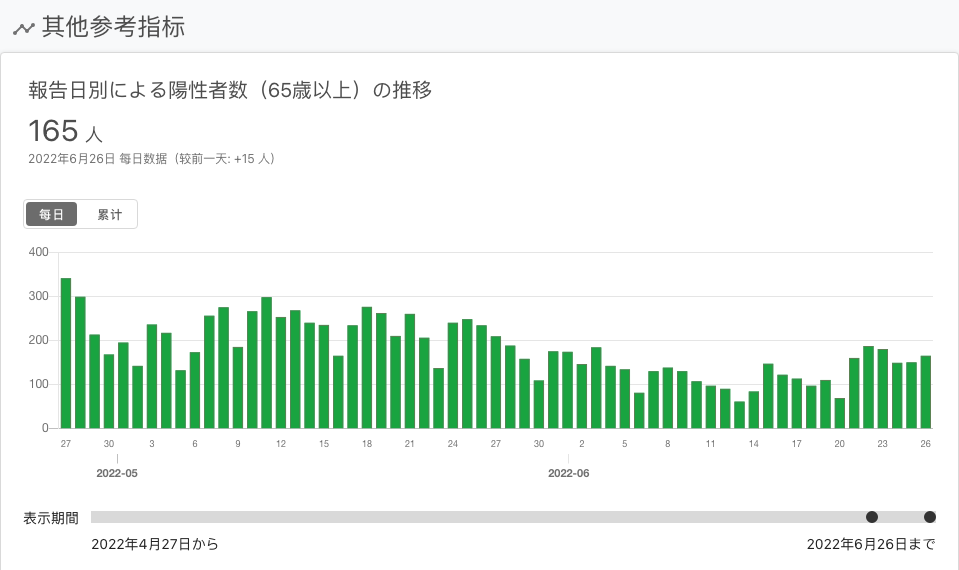 其他参考指标
報告日別による陽性者数（65歳以上）の推移
165 人
2022年6月26日 每日数据（较前一天: +15 人）
每日 累计
400
300
200
100
0
27 30 3 6 9 12 15 18 21 24 27 30 2 5 8 11 14 17 20 23 26
2022-05 2022-06
表示期間
2022年4月27日から 2022年6月26日まで